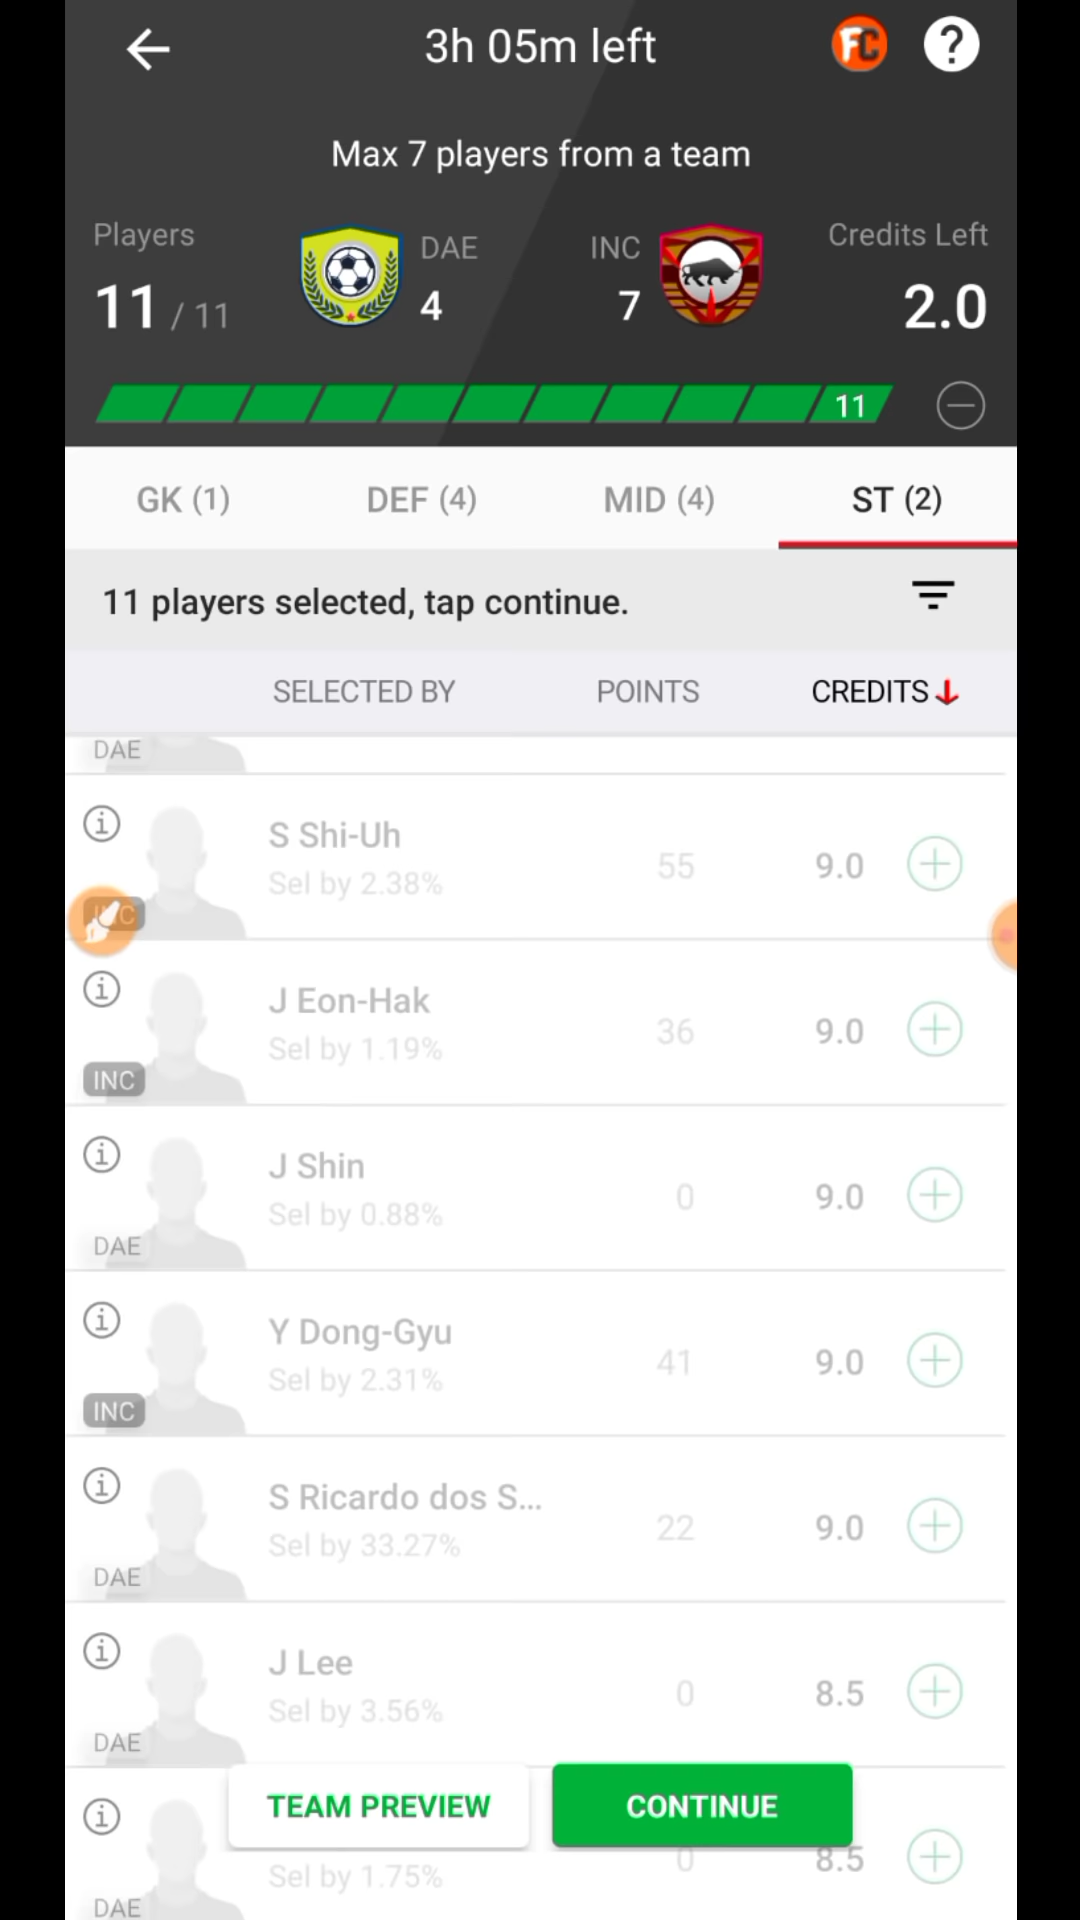 3h 05m left
FC
?
Max 7 players from a team
Players
DAE
INC
Credits Left
11 / 11
4
7
2.0
11
GK (1)
DEF (4)
MID (4)
ST (2)
11 players selected, tap continue.
SELECTED BY
POINTS
CREDITS
DAE
S Shi-Uh
Sel by 2.38%
55
9.0
INC
J Eon-Hak
Sel by 1.19%
36
9.0
INC
J Shin
Sel by 0.88%
0
9.0
DAE
Y Dong-Gyu
Sel by 2.31%
41
9.0
INC
S Ricardo dos S...
Sel by 33.27%
22
9.0
DAE
J Lee
Sel by 3.56%
0
8.5
DAE
TEAM PREVIEW
CONTINUE
Sel by 1.75%
0
8.5
DAE